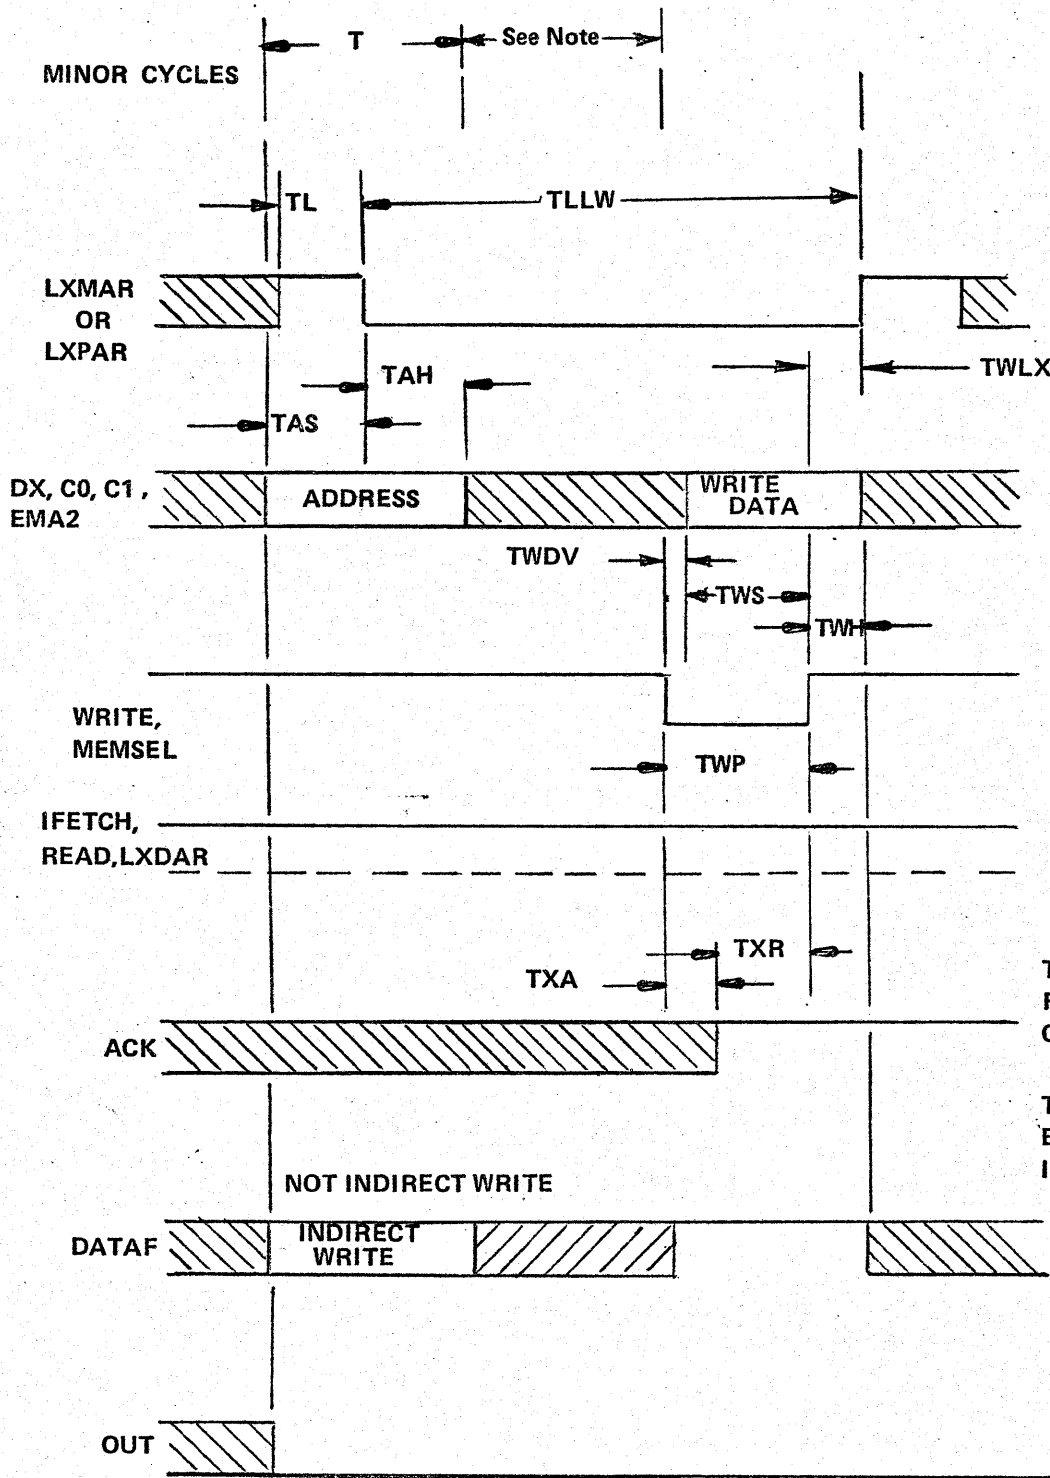 T
See Note
MINOR CYCLES
TL
TLLW
LXMAR
OR
LXPAR
TAH
TWLX
TAS
DX, C0, C1,
EMA2
ADDRESS
WRITE
DATA
TWDV
TWS
TWH
WRITE,
MEMSEL
TWP
IFETCH,
READ,LXDAR
TXR
TXA
ACK
NOT INDIRECT WRITE
DATAF
INDIRECT
WRITE
OUT